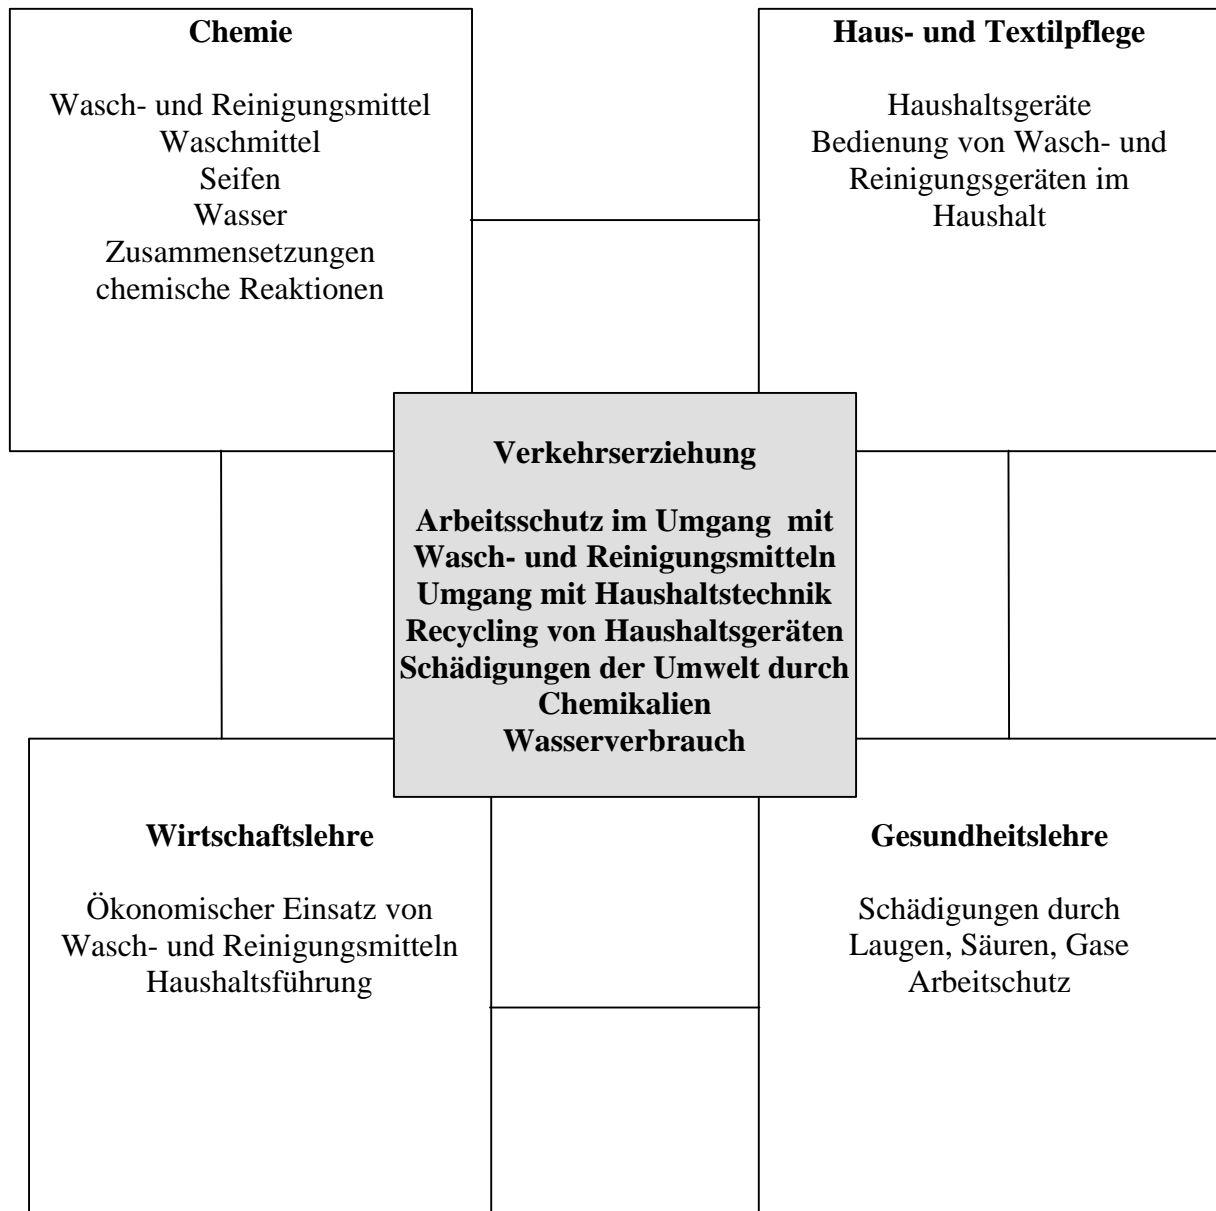 Chemie
Wasch- und Reinigungsmittel
Waschmittel
Seifen
Wasser
Zusammensetzungen
chemische Reaktionen
Haus- und Textilpflege
Haushaltsgeräte
Bedienung von Wasch- und
Reinigungsgeräten im
Haushalt
Verkehrserziehung
Arbeitsschutz im Umgang  mit
Wasch- und Reinigungsmitteln
Umgang mit Haushaltstechnik
Recycling von Haushaltsgeräten
Schädigungen der Umwelt durch
Chemikalien
Wasserverbrauch
Wirtschaftslehre
Ökonomischer Einsatz von
Wasch- und Reinigungsmitteln
Haushaltsführung
Gesundheitslehre
Schädigungen durch
Laugen, Säuren, Gase
Arbeitschutz